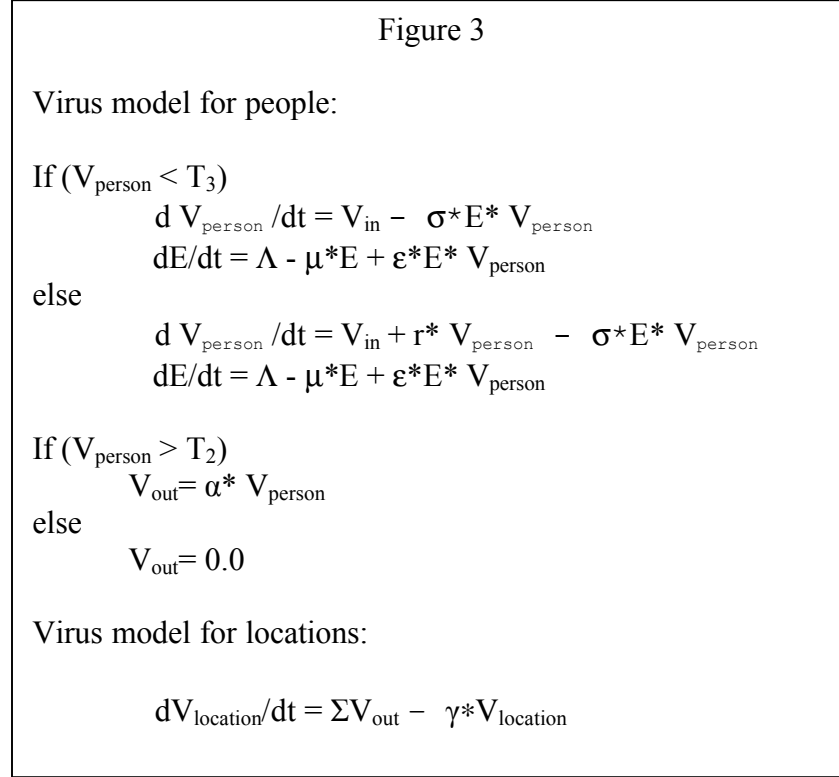 Figure 3
Virus model for people:
If (Vperson < T3)
d Vperson /dt = Vin − σ*E* Vperson
dE/dt = Λ - μ*E + ε*E* Vperson
else
d Vperson /dt = Vin + r* Vperson − σ*E* Vperson
dE/dt = Λ - μ*E + ε*E* Vperson
If (Vperson > T2)
Vout= α* Vperson
else
Vout= 0.0
Virus model for locations:
dVlocation/dt = ΣVout − γ*Vlocation